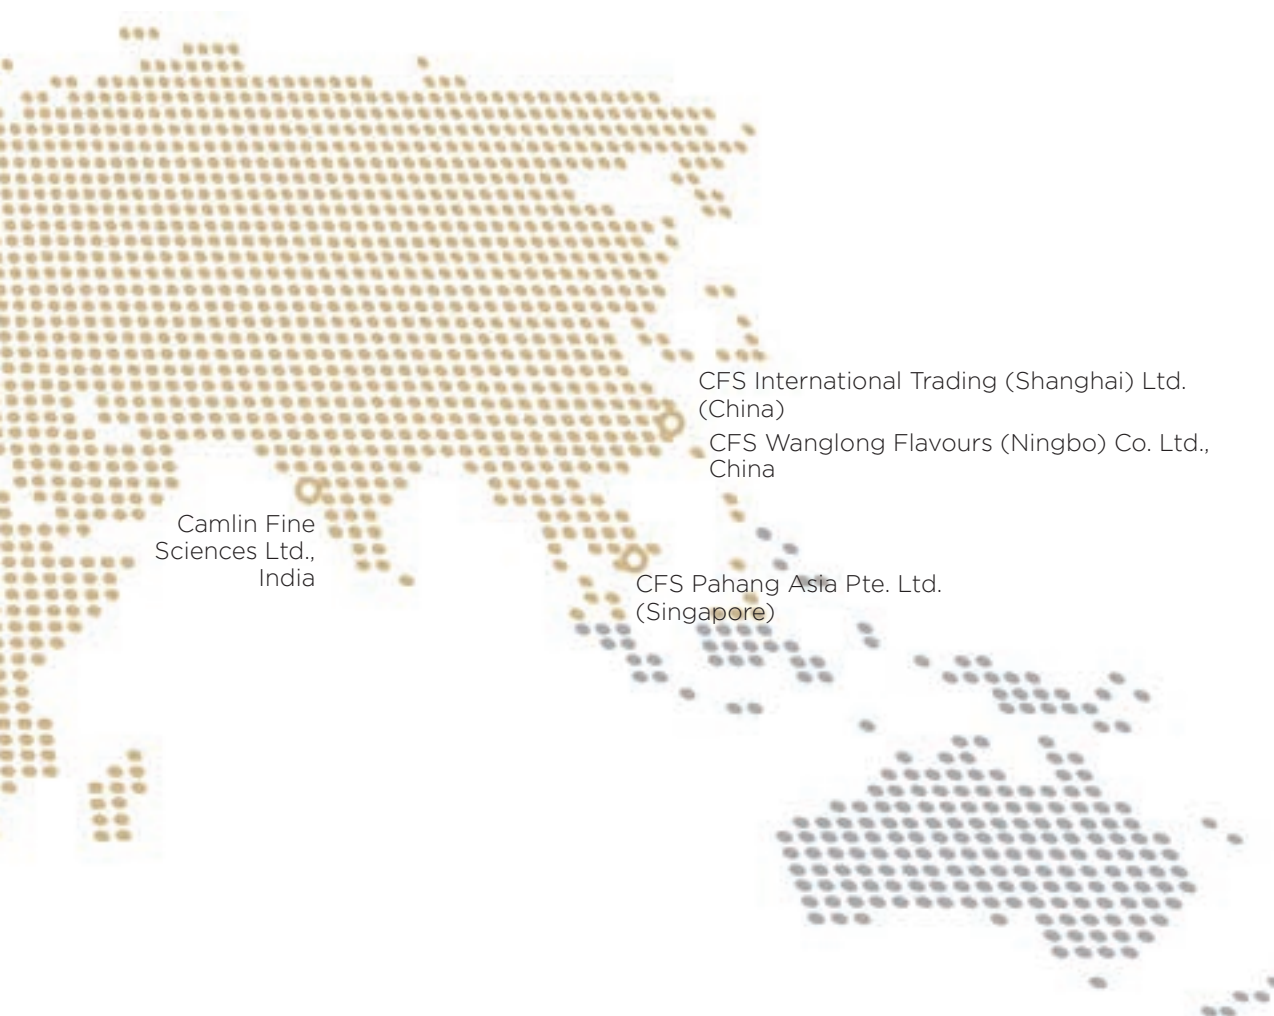 CFS International Trading (Shanghai) Ltd.
(China)
CFS Wanglong Flavours (Ningbo) Co. Ltd.,
China
Camlin Fine
Sciences Ltd.,
India
CFS Pahang Asia Pte. Ltd.
(Singapore)